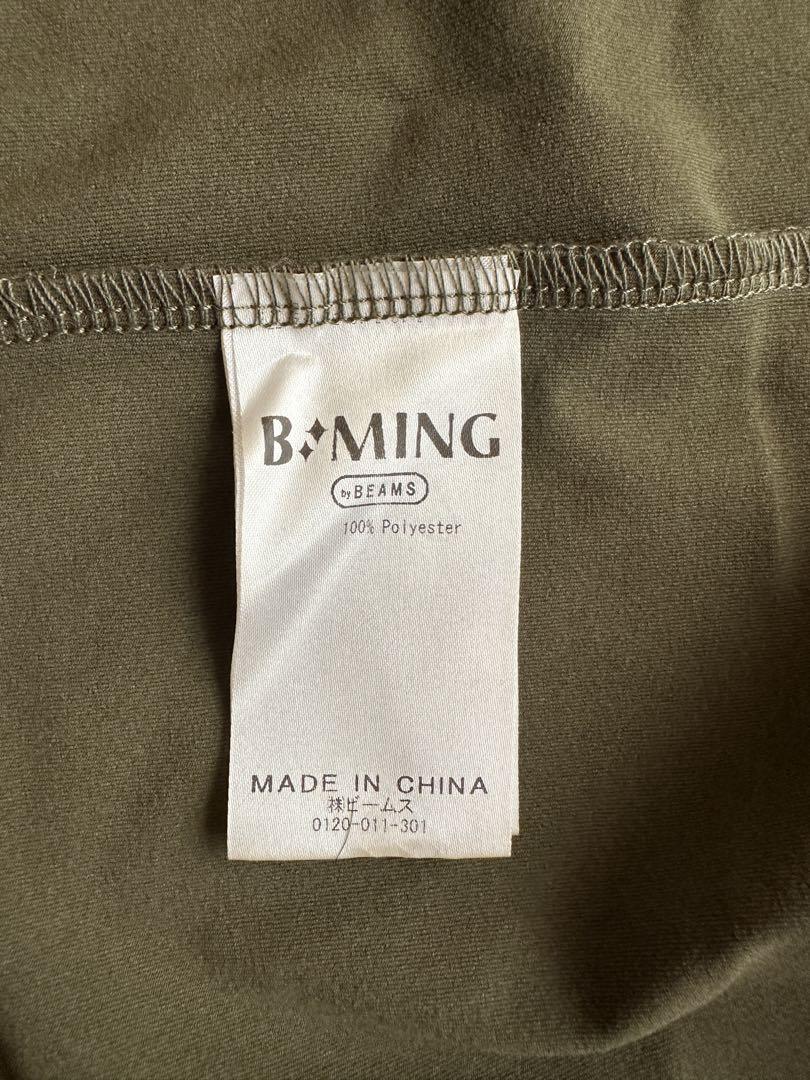 B:MING
by BEAMS
100% Polyester
MADE IN CHINA
㈱ビームス
0120-011-301